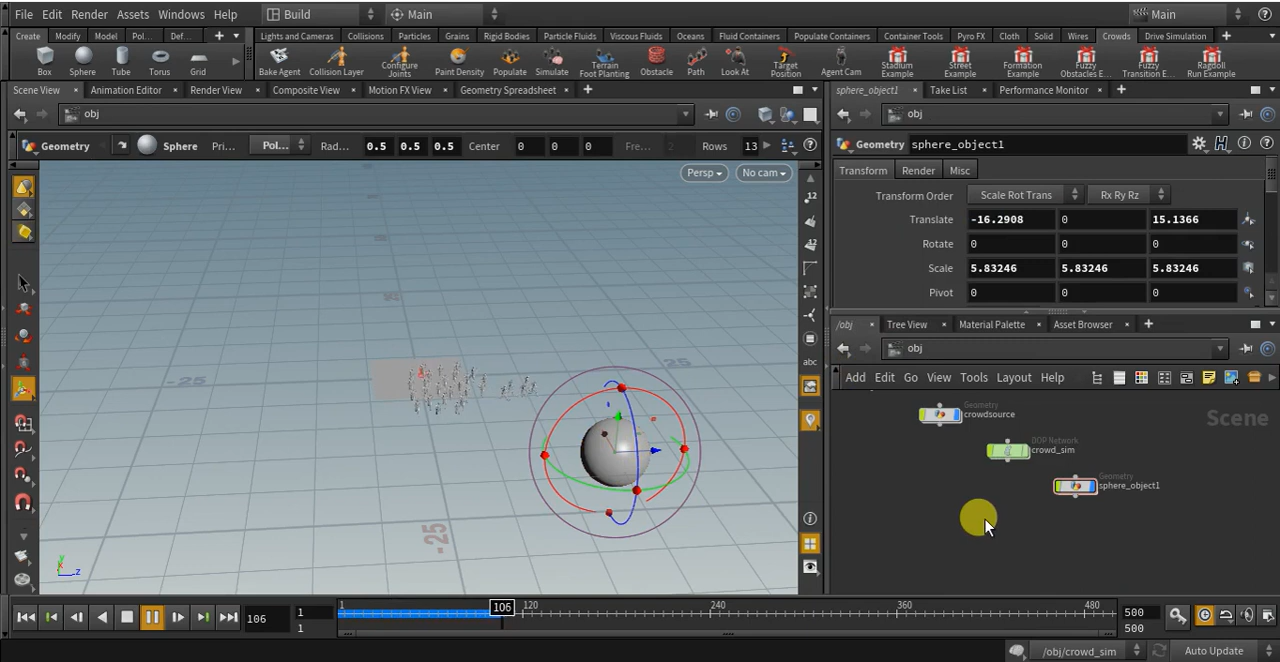 File Edit Render Assets Windows Help Build Main Main
Create Modify Model Pol... Def... Lights and Cameras Collisions Particles Grains Rigid Bodies Particle Fluids Viscous Fluids Oceans Fluid Containers Populate Containers Container Tools Pyro FX Cloth Solid Wires Crowds Drive Simulation
Box Sphere Tube Torus Grid Bake Agent Collision Layer Configure Joints Paint Density Populate Simulate Terrain Foot Planting Obstacle Path Look At Target Position Agent Cam Stadium Example Street Example Formation Example Fuzzy Obstacles E... Fuzzy Transition E... Ragdoll Run Example
Scene View Animation Editor Render View Composite View Motion FX View Geometry Spreadsheet
obj
Geometry Sphere Pri... Pol... Rad... 0.5 0.5 0.5 Center 0 0 0 Fre... 2 Rows 13
Persp No cam
-25
25
-25
y
z
12
12
abc
sphere_object1 Take List Performance Monitor
obj
Geometry sphere_object1
Transform Render Misc
Transform Order Scale Rot Trans Rx Ry Rz
Translate -16.2908 0 15.1366
Rotate 0 0 0
Scale 5.83246 5.83246 5.83246
Pivot 0 0 0
/obj Tree View Material Palette Asset Browser
obj
Add Edit Go View Tools Layout Help
Geometry
crowdsource
Scene
DOP Network
crowd_sim
Geometry
sphere_object1
106 1 1 106 120 240 360 480 500 500
1 500
/obj/crowd_sim Auto Update